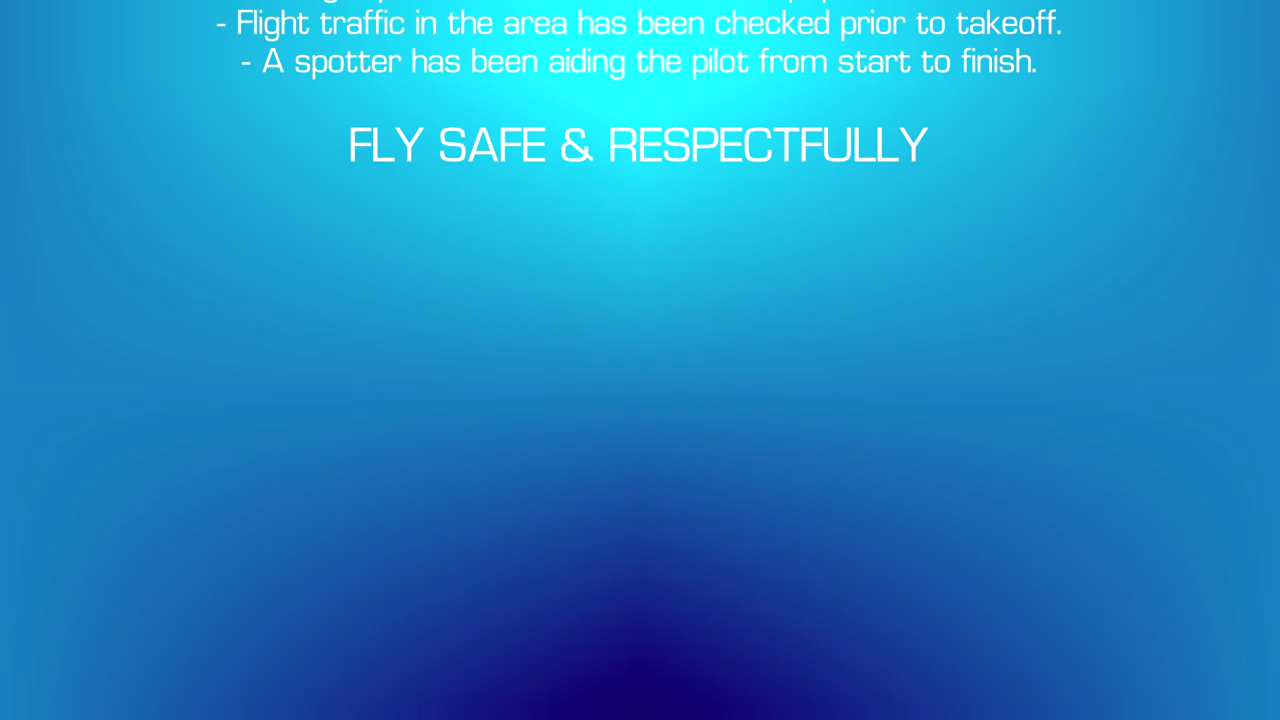 - Flight traffic in the area has been checked prior to takeoff.
- A spotter has been aiding the pilot from start to finish.
FLY SAFE & RESPECTFULLY